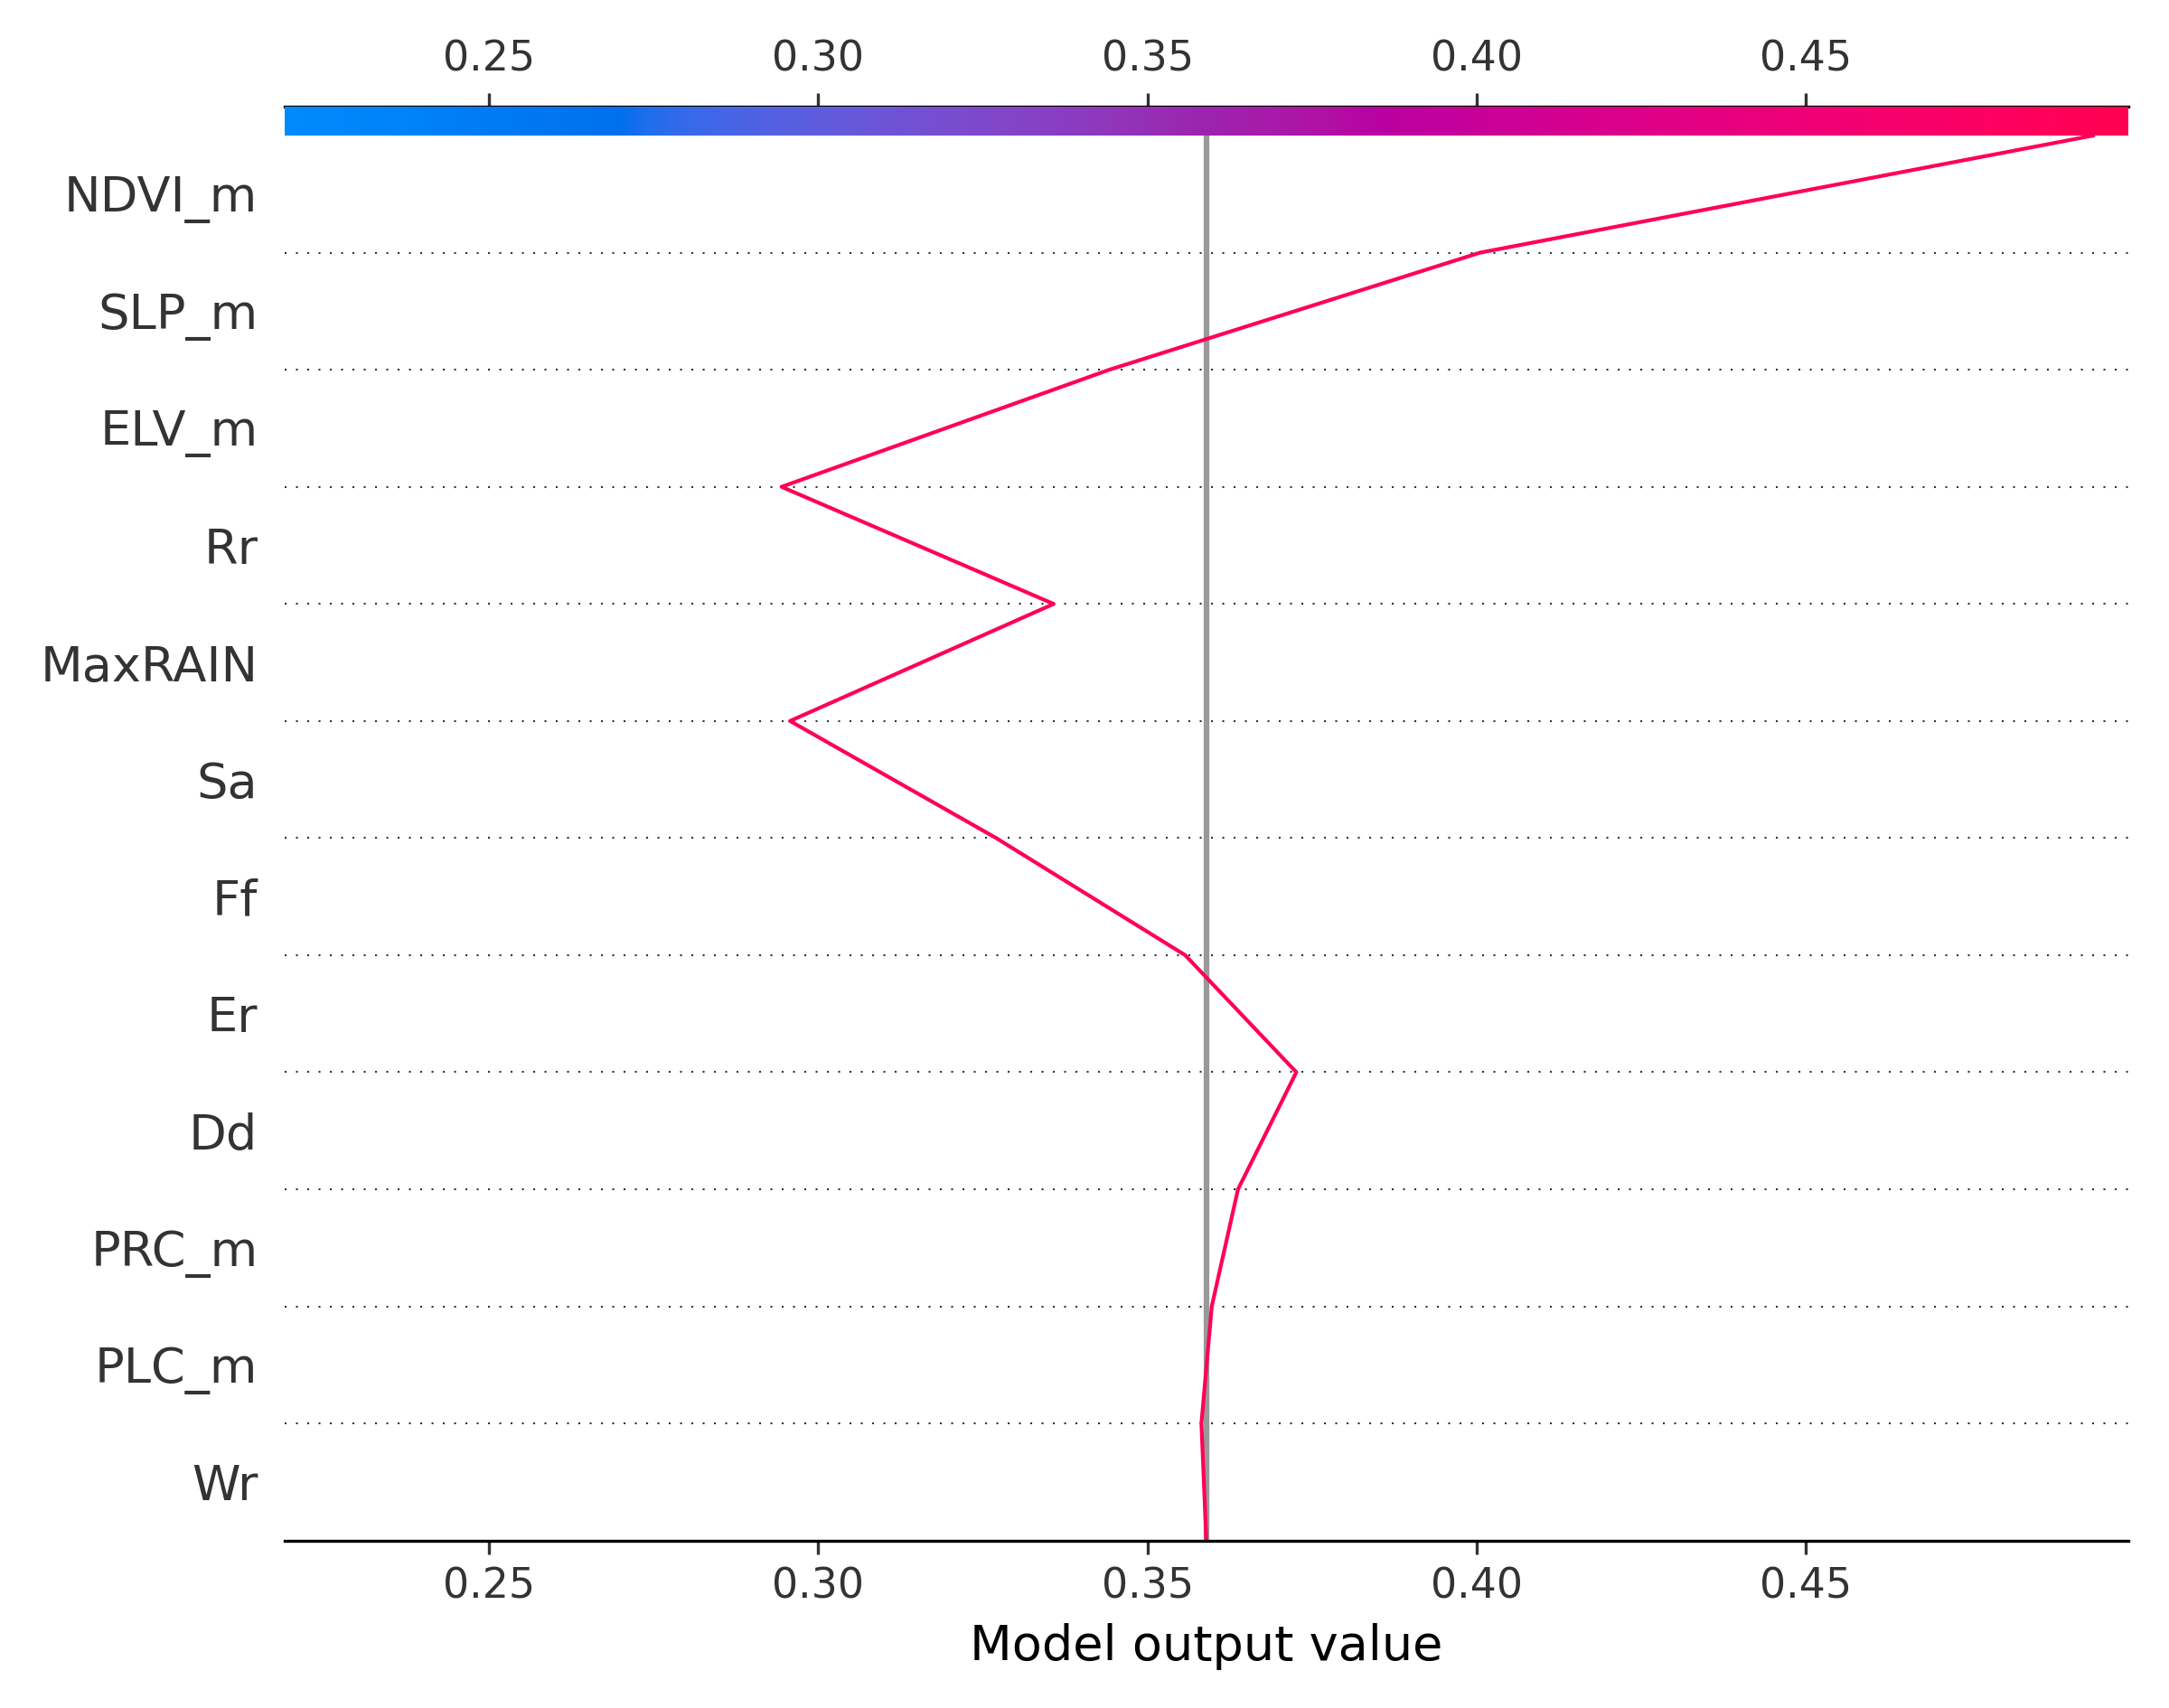 0.25 0.30 0.35 0.40 0.45
NDVI_m
SLP_m
ELV_m
Rr
MaxRAIN
Sa
Ff
Er
Dd
PRC_m
PLC_m
Wr
0.25 0.30 0.35 0.40 0.45
Model output value